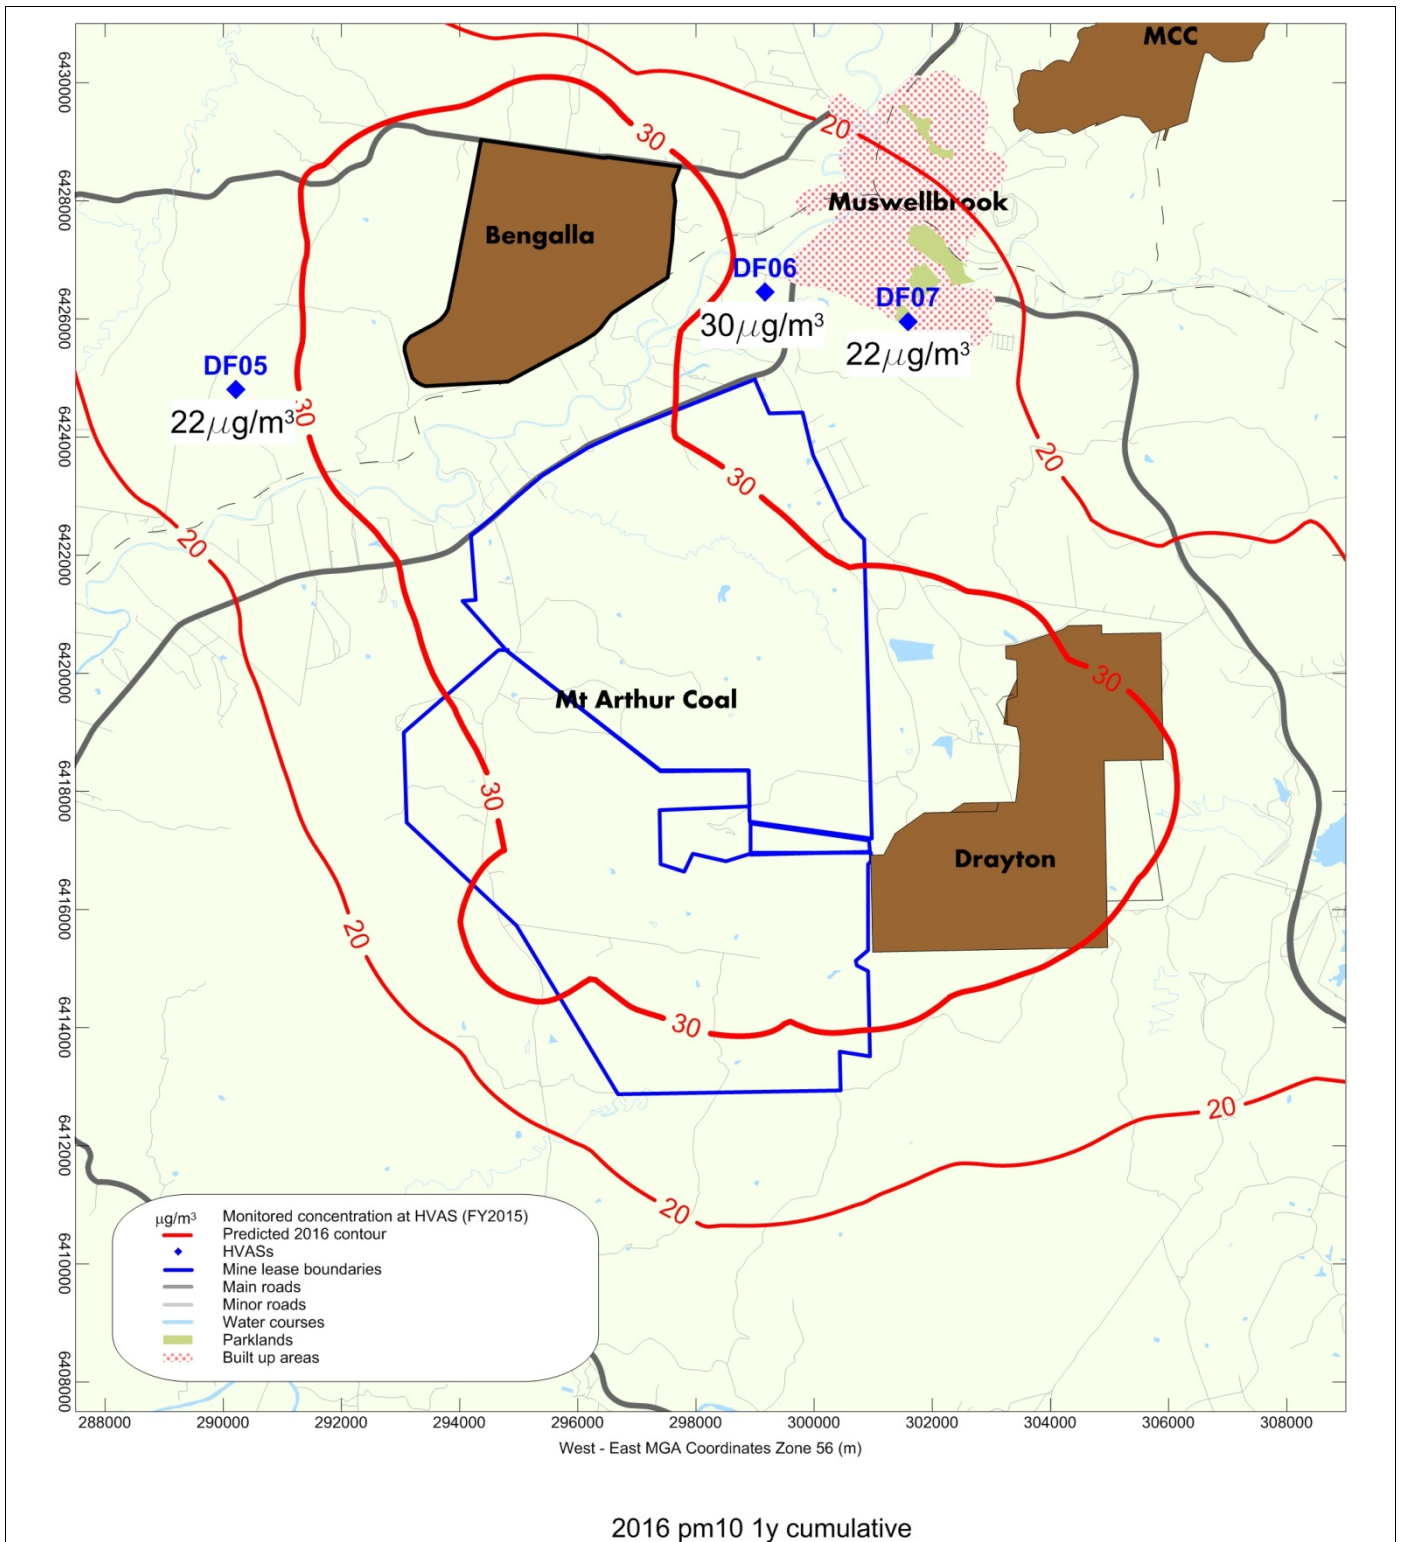 MCC
6430000
30
20
Muswellbrook
6428000
Bengalla
DF06
30μg/m³
DF07
22μg/m³
6426000
DF05
22μg/m³
30
6424000
20
30
20
6422000
6420000
30
Mt Arthur Coal
6418000
30
Drayton
6416000
20
30
6414000
20
6412000
20
μg/m³ Monitored concentration at HVAS (FY2015)
Predicted 2016 contour
HVASs
Mine lease boundaries
Main roads
Minor roads
Water courses
Parklands
Built up areas
6410000
6408000
288000 290000 292000 294000 296000 298000 300000 302000 304000 306000 308000
West - East MGA Coordinates Zone 56 (m)
2016 pm10 1y cumulative